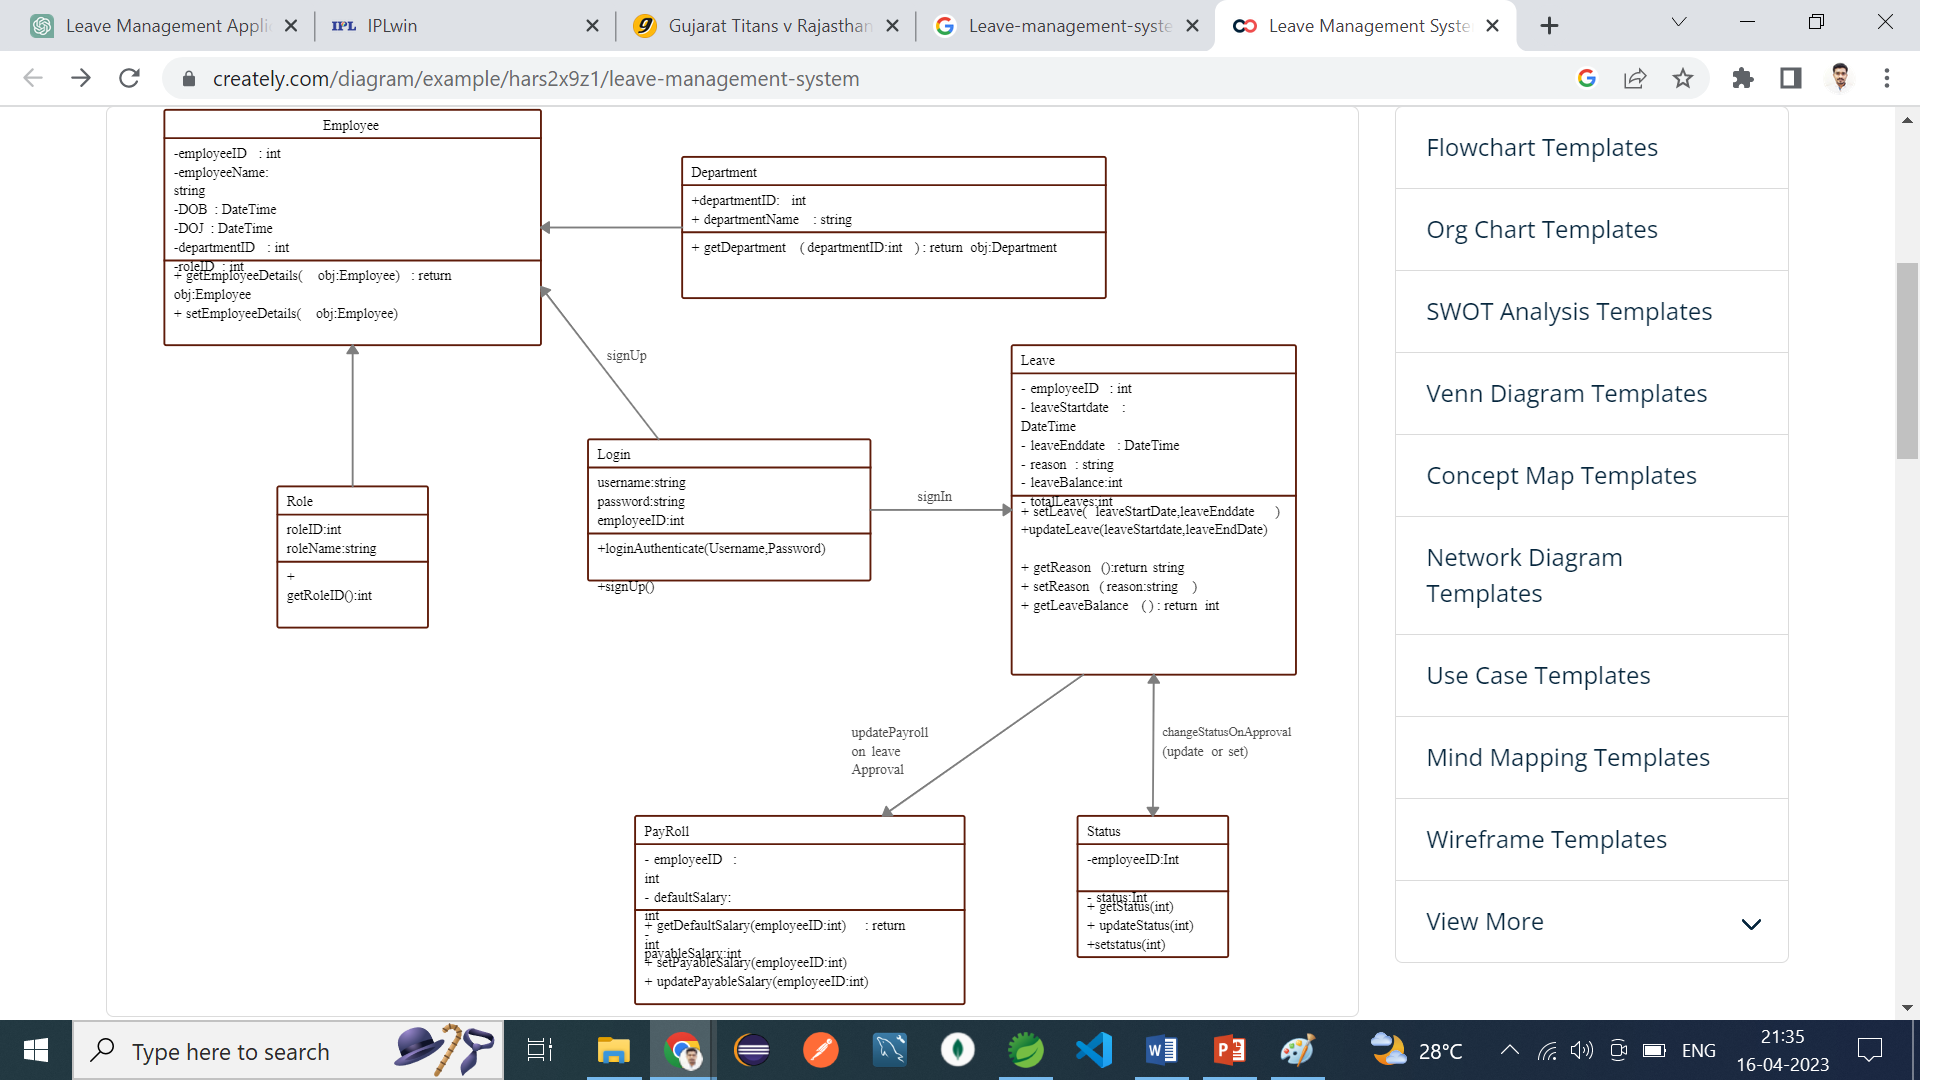 Leave Management Appli
IPL IPLwin
Gujarat Titans v Rajasthan
Leave-management-syste
Leave Management Syste
creately.com/diagram/example/hars2x9z1/leave-management-system
Employee
-employeeID : int
-employeeName:
string
-DOB : DateTime
-DOJ : DateTime
-departmentID : int
-roleID : int
+ getEmployeeDetails( obj:Employee) : return
obj:Employee
+ setEmployeeDetails( obj:Employee)
Department
+departmentID: int
+ departmentName : string
+ getDepartment ( departmentID:int ) : return obj:Department
signUp
Leave
- employeeID : int
- leaveStartdate :
DateTime
- leaveEnddate : DateTime
- reason : string
- leaveBalance:int
- totalLeaves:int
+ setLeave( leaveStartDate,leaveEnddate )
+updateLeave(leaveStartdate,leaveEndDate)
+ getReason ():return string
+ setReason ( reason:string )
+ getLeaveBalance ( ) : return int
Login
username:string
password:string
employeeID:int
+loginAuthenticate(Username,Password)
+signUp()
signIn
Role
roleID:int
roleName:string
+
getRoleID():int
updatePayroll
on leave
Approval
changeStatusOnApproval
(update or set)
PayRoll
- employeeID :
int
- defaultSalary:
int
+ getDefaultSalary(employeeID:int) : return
-
int
payableSalary:int
+ setPayableSalary(employeeID:int)
+ updatePayableSalary(employeeID:int)
Status
-employeeID:Int
- status:Int
+ getStatus(int)
+ updateStatus(int)
+setstatus(int)
Flowchart Templates
Org Chart Templates
SWOT Analysis Templates
Venn Diagram Templates
Concept Map Templates
Network Diagram
Templates
Use Case Templates
Mind Mapping Templates
Wireframe Templates
View More
Type here to search
28°C
ENG
21:35
16-04-2023